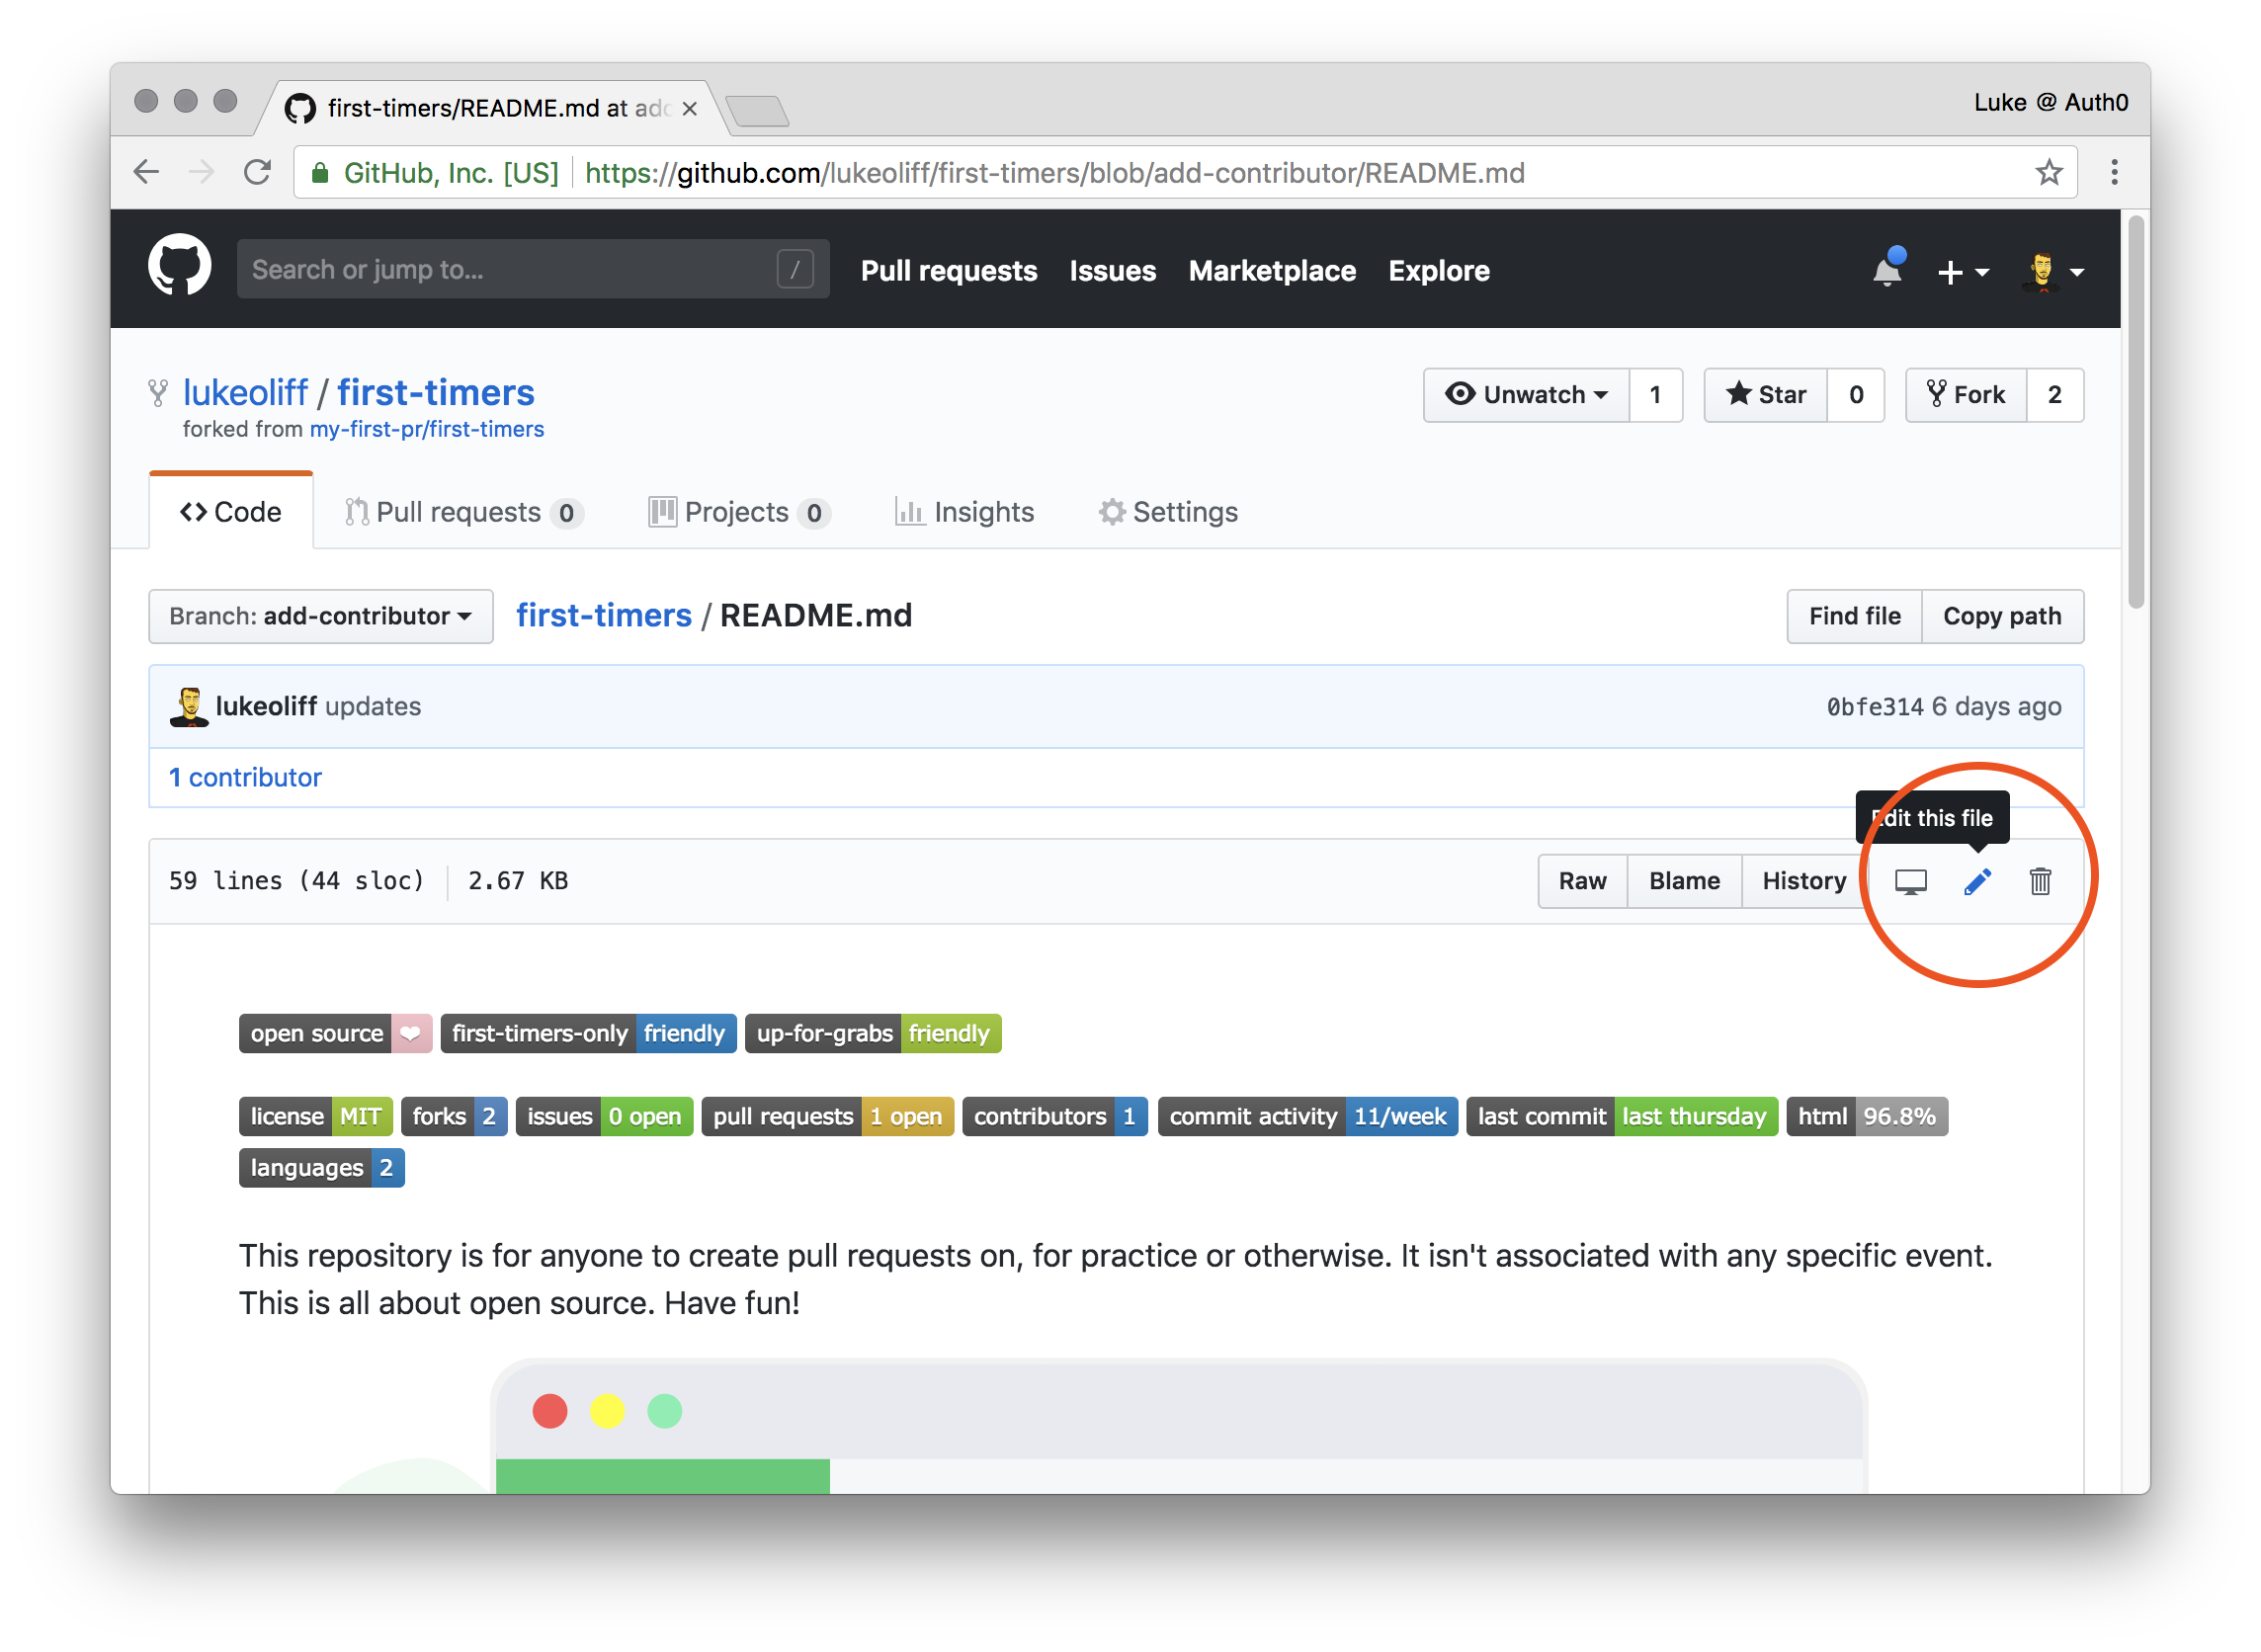 first-timers/README.md at add
Luke @ Auth0
GitHub, Inc. [US] https://github.com/lukeoliff/first-timers/blob/add-contributor/README.md
Search or jump to... / Pull requests Issues Marketplace Explore
lukeoliff / first-timers
Unwatch 1 Star 0 Fork 2
forked from my-first-pr/first-timers
Code Pull requests 0 Projects 0 Insights Settings
Branch: add-contributor first-timers / README.md Find file Copy path
lukeoliff updates 0bfe314 6 days ago
1 contributor
Edit this file
59 lines (44 sloc) 2.67 KB Raw Blame History
open source ❤ first-timers-only friendly up-for-grabs friendly
license MIT forks 2 issues 0 open pull requests 1 open contributors 1 commit activity 11/week last commit last thursday html 96.8%
languages 2
This repository is for anyone to create pull requests on, for practice or otherwise. It isn't associated with any specific event.
This is all about open source. Have fun!